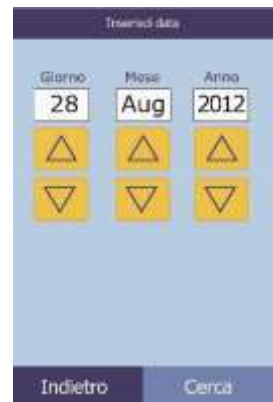 Inserisci data
Giorno Mese Anno
28 Aug 2012
Indietro Cerca